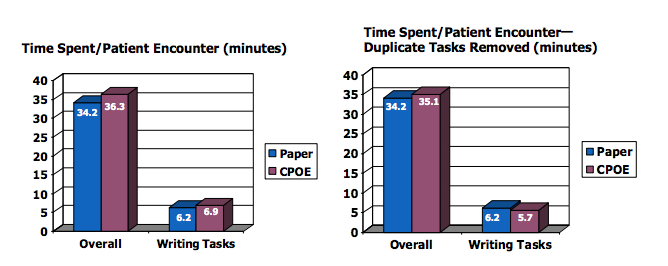 Time Spent/Patient Encounter (minutes)
40
35
30
25
20
15
10
5
0
34.2
36.3
6.2
6.9
Overall
Writing Tasks
Paper
CPOE
Time Spent/Patient Encounter—
Duplicate Tasks Removed (minutes)
40
35
30
25
20
15
10
5
0
34.2
35.1
6.2
5.7
Overall
Writing Tasks
Paper
CPOE